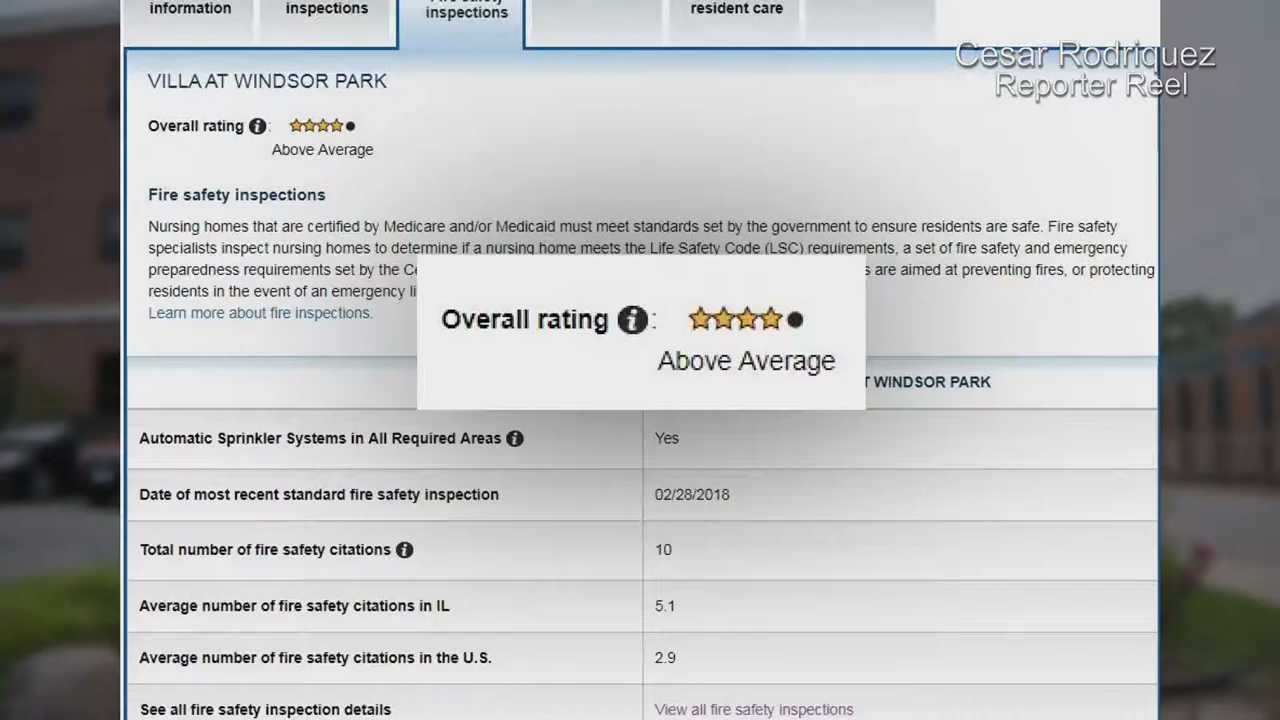 information
inspections
Fire safety
inspections
resident care
Cesar Rodriquez
Reporter Reel
VILLA AT WINDSOR PARK
Overall rating i :
Above Average
Fire safety inspections
Nursing homes that are certified by Medicare and/or Medicaid must meet standards set by the government to ensure residents are safe. Fire safety
specialists inspect nursing homes to determine if a nursing home meets the Life Safety Code (LSC) requirements, a set of fire safety and emergency
preparedness requirements set by the s are aimed at preventing fires, or protecting
residents in the event of an emergency
Learn more about fire inspections.
Overall rating i :
Above Average
T WINDSOR PARK
Automatic Sprinkler Systems in All Required Areas i Yes
Date of most recent standard fire safety inspection 02/28/2018
Total number of fire safety citations i 10
Average number of fire safety citations in IL 5.1
Average number of fire safety citations in the U.S. 2.9
See all fire safety inspection details View all fire safety inspections